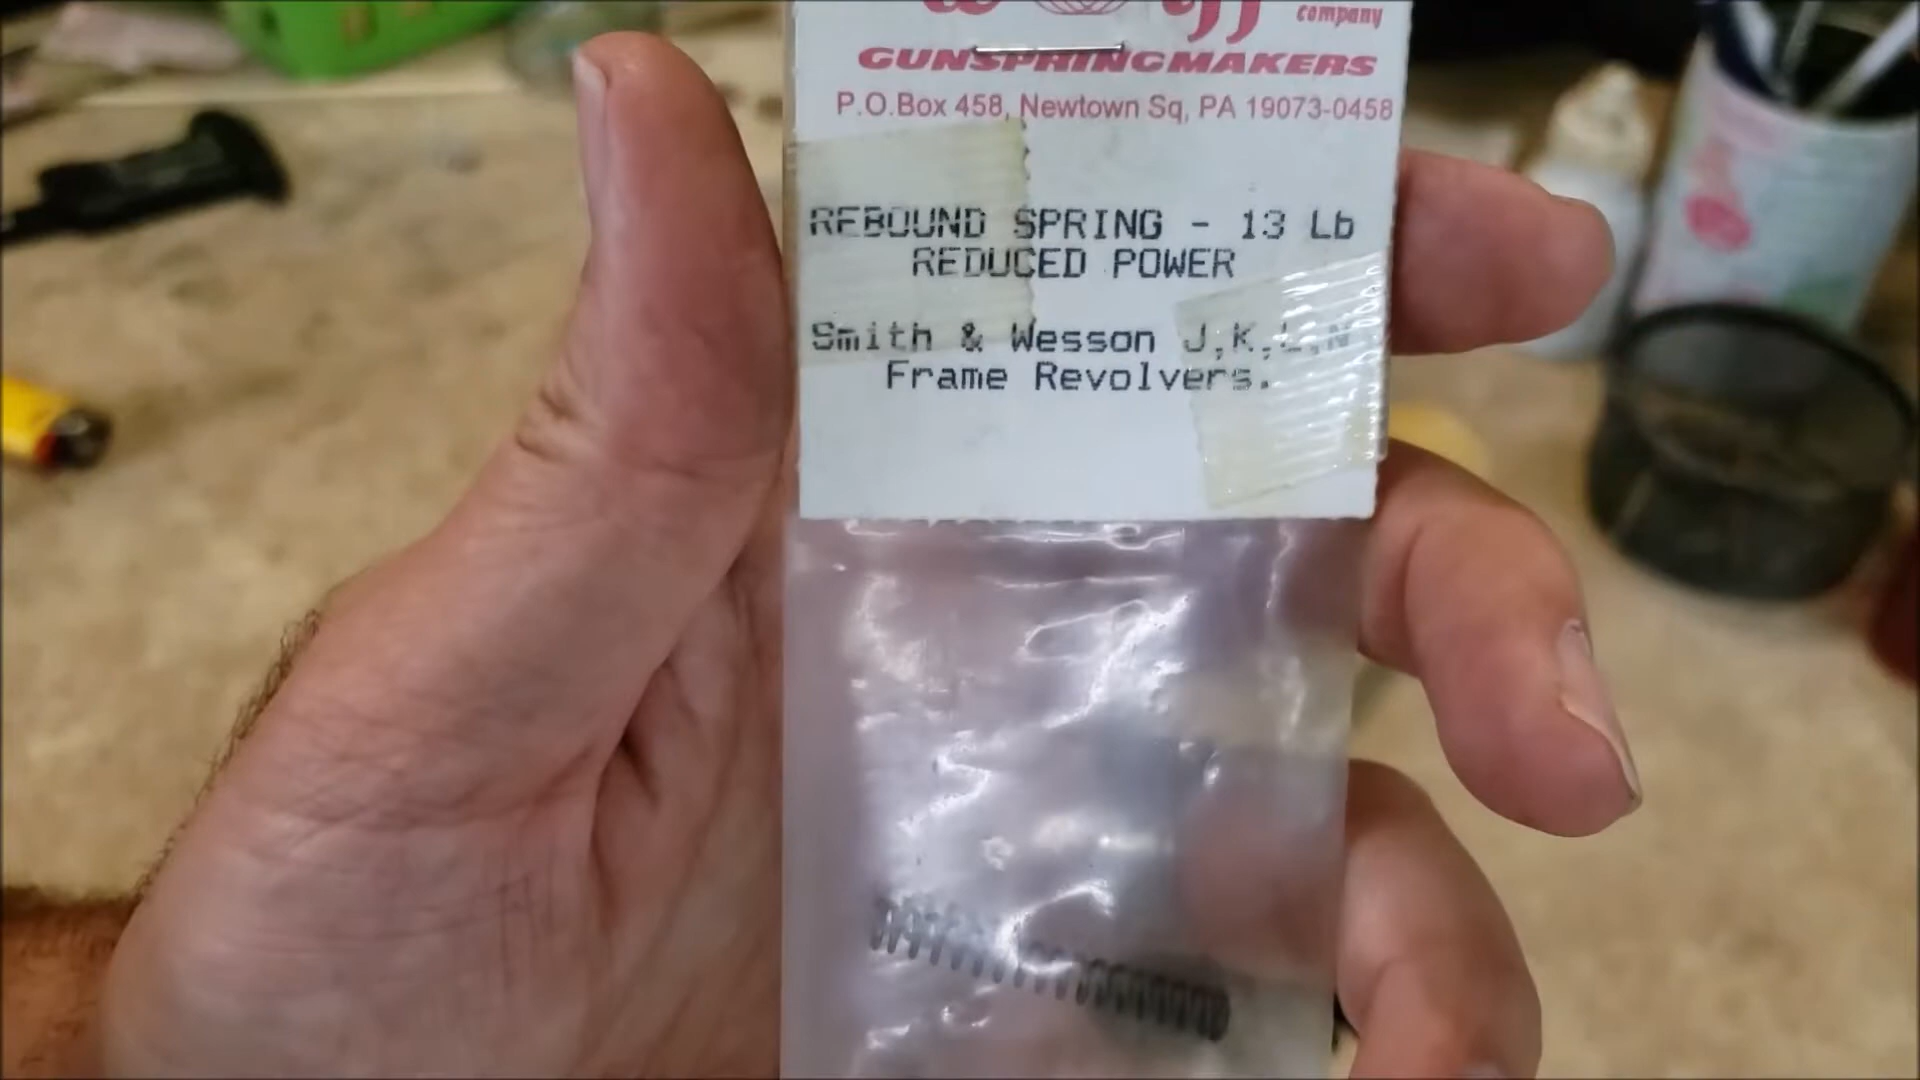 company
GUNSPRINGMAKERS
P.O.Box 458, Newtown Sq, PA 19073-0458
REBOUND SPRING - 13 Lb
REDUCED POWER
Smith & Wesson J,K,L,N
Frame Revolvers.